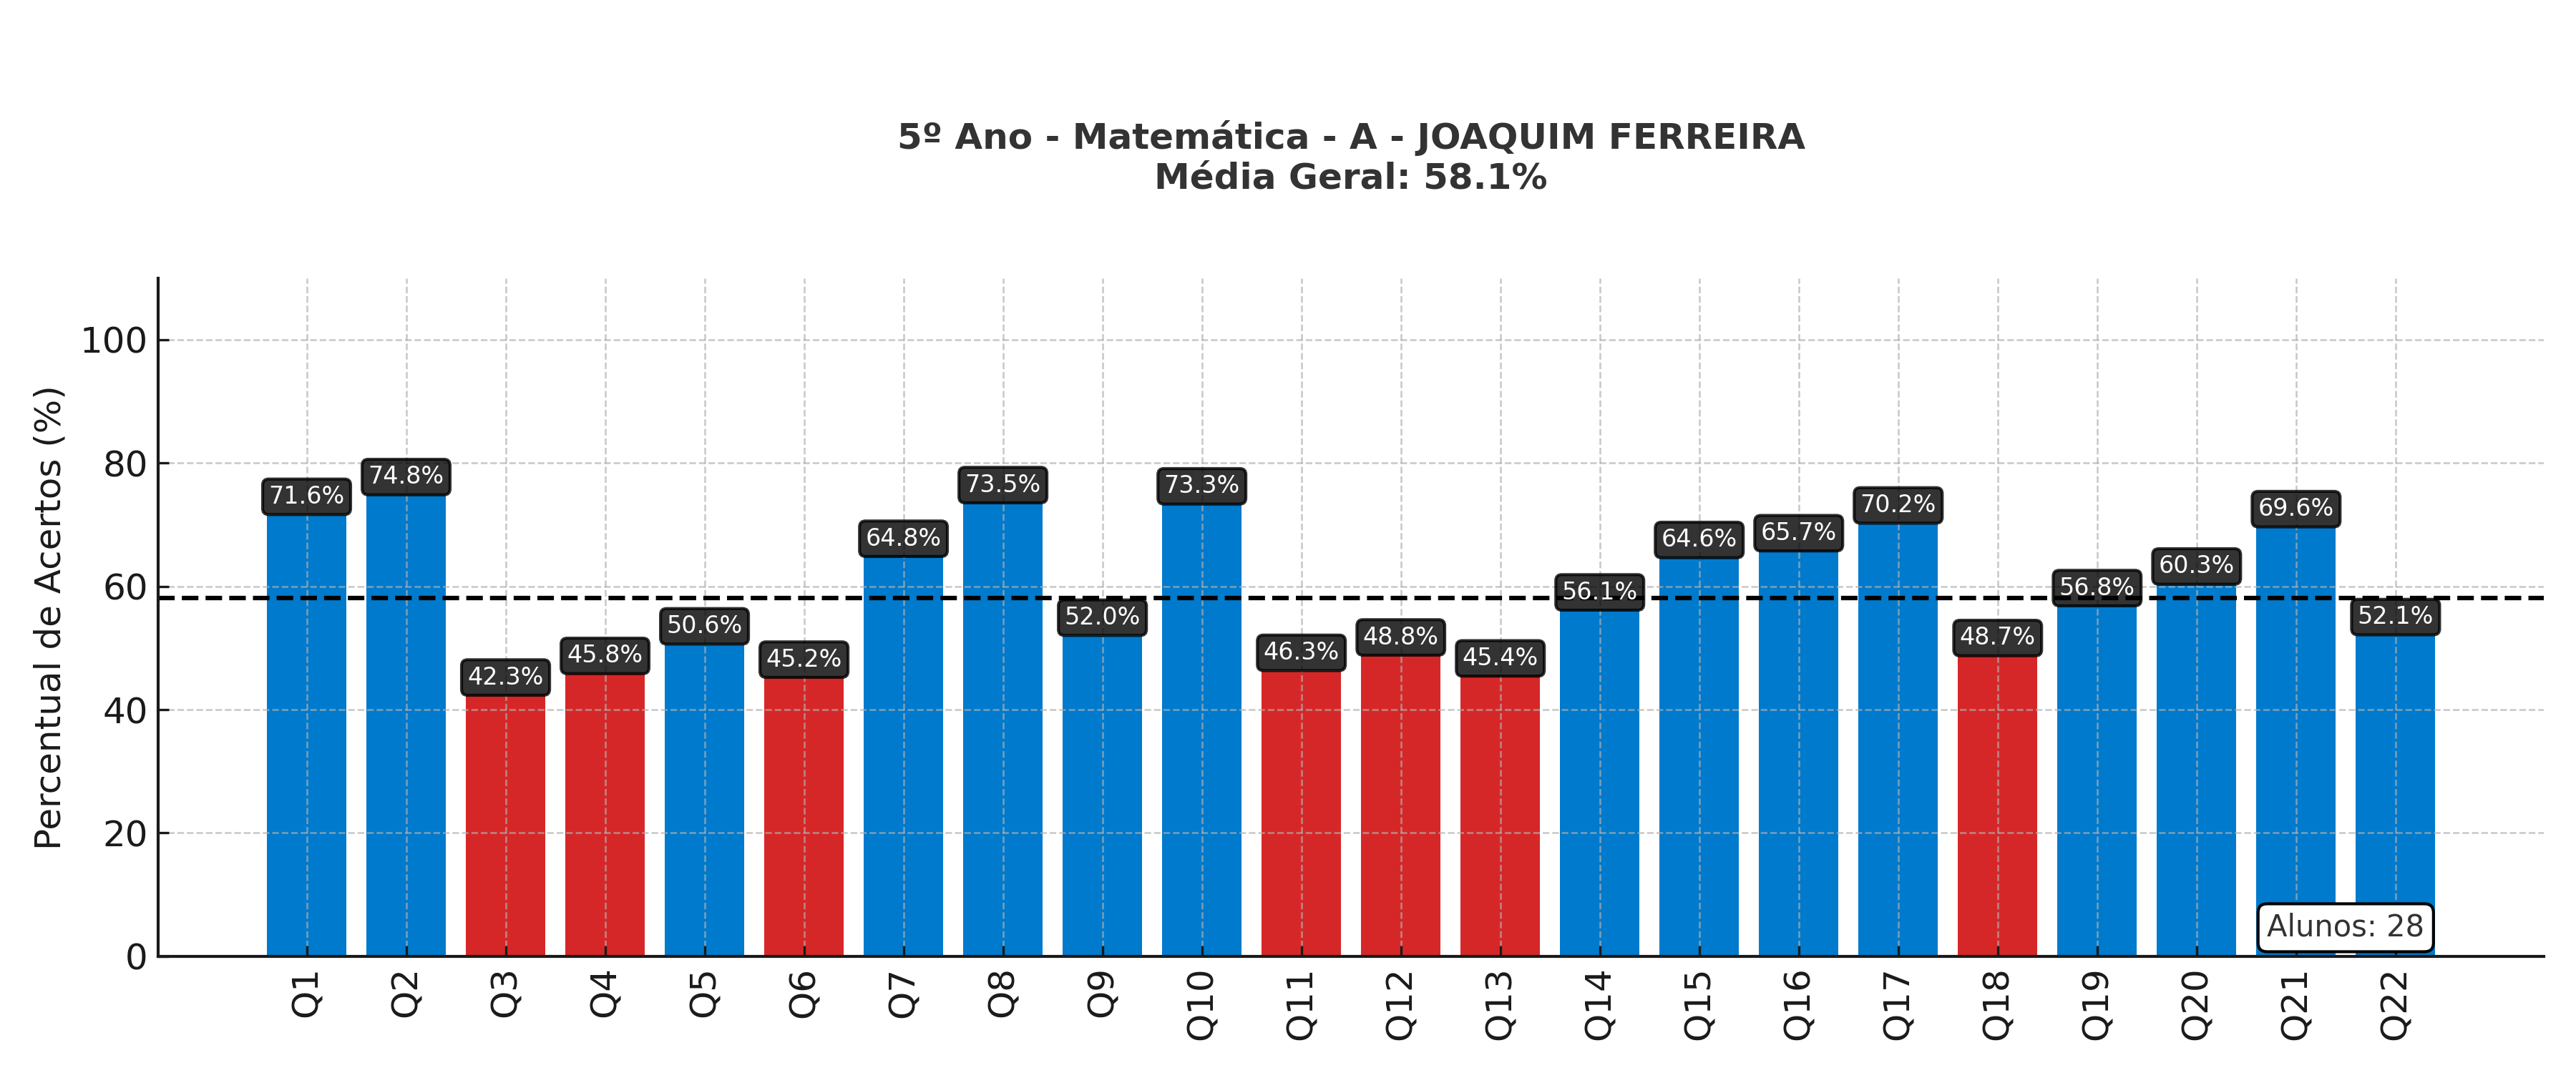 5º Ano - Matemática - A - JOAQUIM FERREIRA
Média Geral: 58.1%
Percentual de Acertos (%)
100
80
60
40
20
0
71.6%
74.8%
42.3%
45.8%
50.6%
45.2%
64.8%
73.5%
52.0%
73.3%
46.3%
48.8%
45.4%
56.1%
64.6%
65.7%
70.2%
48.7%
56.8%
60.3%
69.6%
52.1%
Alunos: 28
Q1
Q2
Q3
Q4
Q5
Q6
Q7
Q8
Q9
Q10
Q11
Q12
Q13
Q14
Q15
Q16
Q17
Q18
Q19
Q20
Q21
Q22